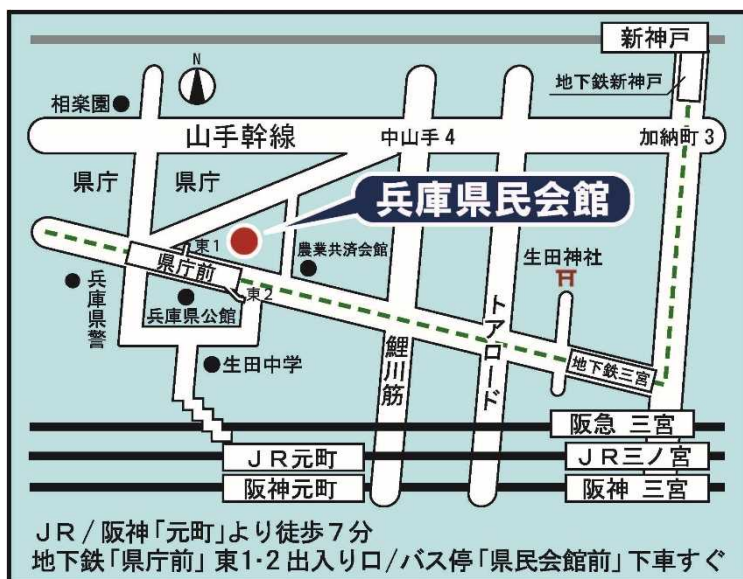 新神戸
地下鉄新神戸
N
相楽園
山手幹線
中山手4
加納町3
県庁
県庁
兵庫県民会館
東1
農業共済会館
生田神社
県庁前
東2
兵庫県警
兵庫県公館
トアロード
生田中学
鯉川筋
地下鉄三宮
阪急 三宮
JR元町
JR三ノ宮
阪神元町
阪神 三宮
JR/阪神「元町」より徒歩7分
地下鉄「県庁前」東1・2出入り口/バス停「県民会館前」下車すぐ